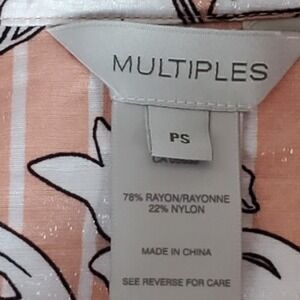 MULTIPLES
PS
78% RAYON/RAYONNE
22% NYLON
MADE IN CHINA
SEE REVERSE FOR CARE